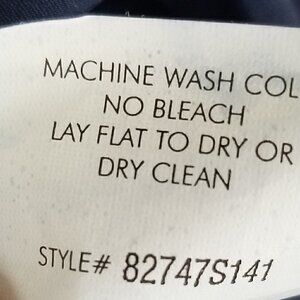 MACHINE WASH COL
NO BLEACH
LAY FLAT TO DRY OR
DRY CLEAN
STYLE# 82747S141